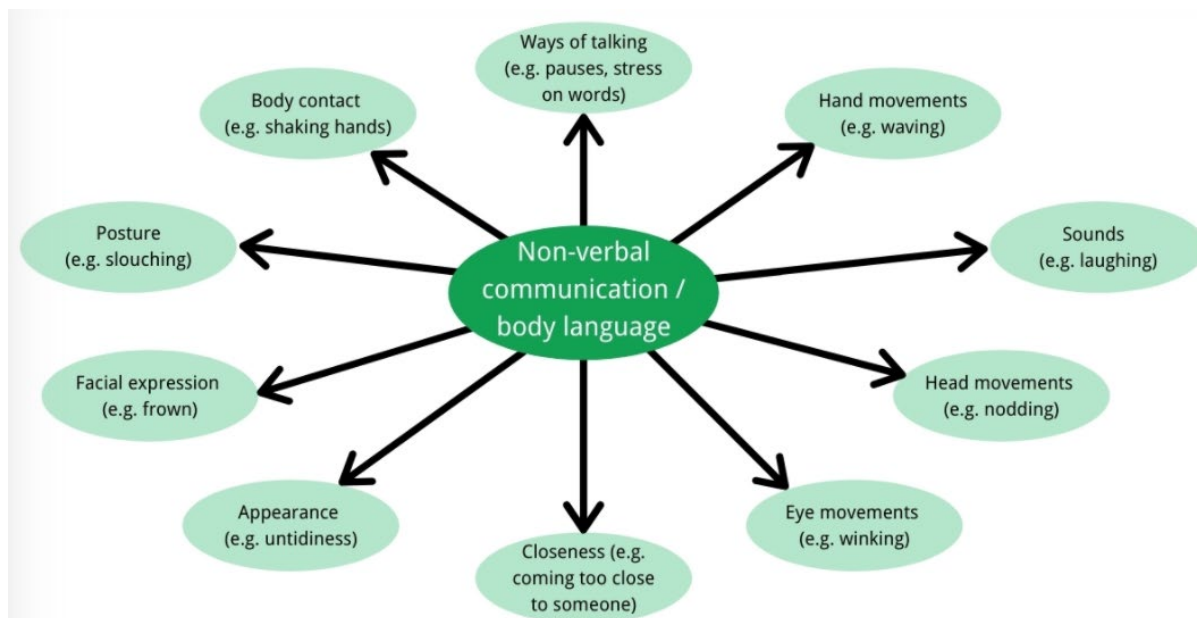 Ways of talking
(e.g. pauses, stress
on words)
Body contact
(e.g. shaking hands)
Hand movements
(e.g. waving)
Posture
(e.g. slouching)
Non-verbal
communication /
body language
Sounds
(e.g. laughing)
Facial expression
(e.g. frown)
Head movements
(e.g. nodding)
Appearance
(e.g. untidiness)
Closeness (e.g.
coming too close
to someone)
Eye movements
(e.g. winking)